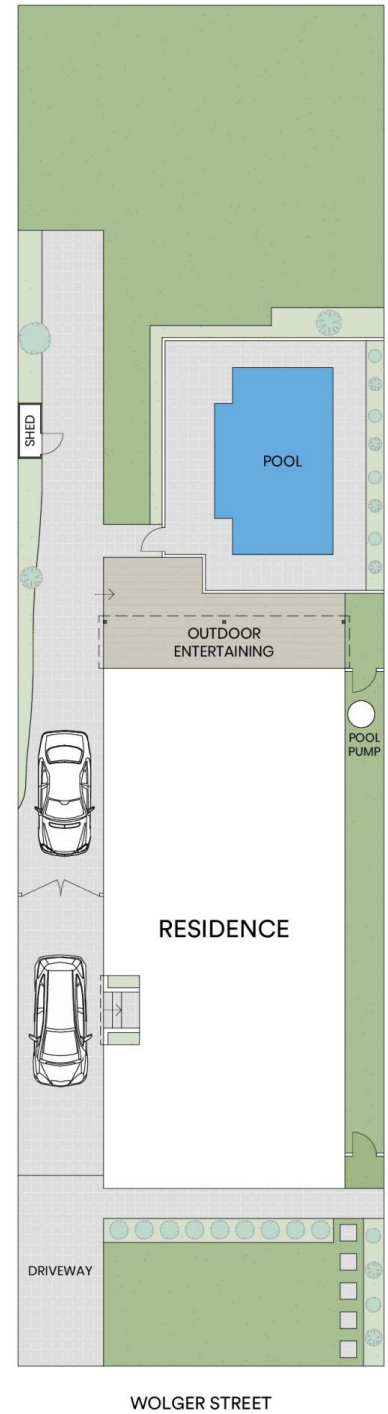 SHED
POOL
OUTDOOR
ENTERTAINING
POOL
PUMP
RESIDENCE
DRIVEWAY
WOLGER STREET